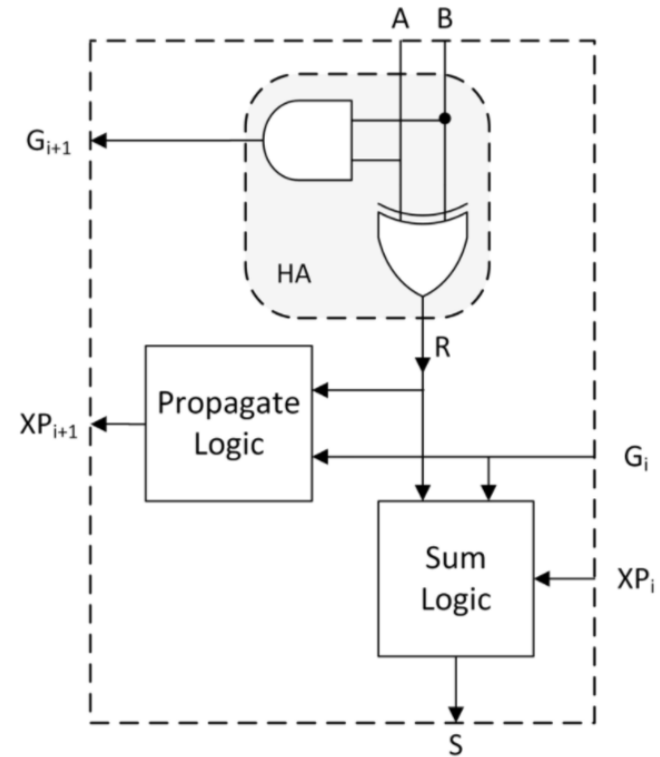 A B
G_{i+1}
HA
R
Propagate
Logic
XP_{i+1}
G_i
Sum
Logic
XP_i
S